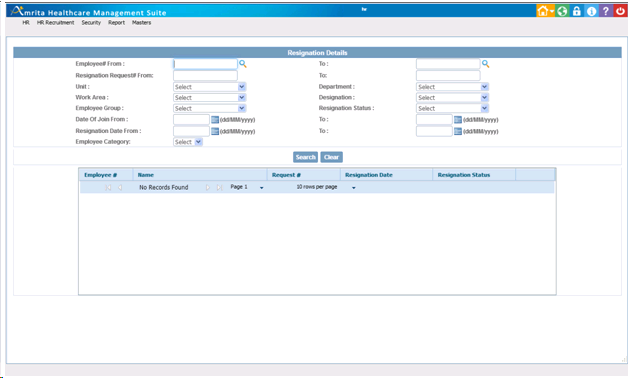 Amrita Healthcare Management Suite
hr
HR HR Recruitment Security Report Masters
Resignation Details
Employee# From : To :
Resignation Request# From: To:
Unit : Select Department : Select
Work Area : Select Designation : Select
Employee Group : Select Resignation Status : Select
Date Of Join From : (dd/MM/yyyy) To : (dd/MM/yyyy)
Resignation Date From : (dd/MM/yyyy) To : (dd/MM/yyyy)
Employee Category: Select
Search Clear
Employee # Name Request # Resignation Date Resignation Status
No Records Found Page 1 10 rows per page